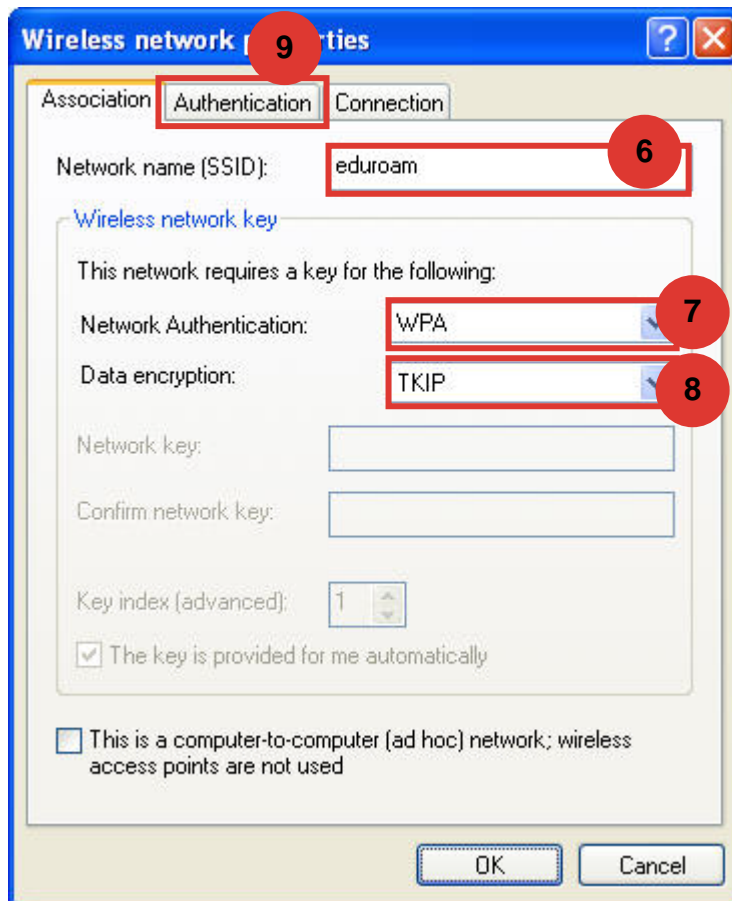 Wireless network p rties
9
Association Authentication Connection
6
Network name (SSID): eduroam
Wireless network key
This network requires a key for the following:
Network Authentication: WPA
7
Data encryption: TKIP
8
Network key:
Confirm network key:
Key index (advanced): 1
The key is provided for me automatically
This is a computer-to-computer (ad hoc) network; wireless
access points are not used
OK Cancel